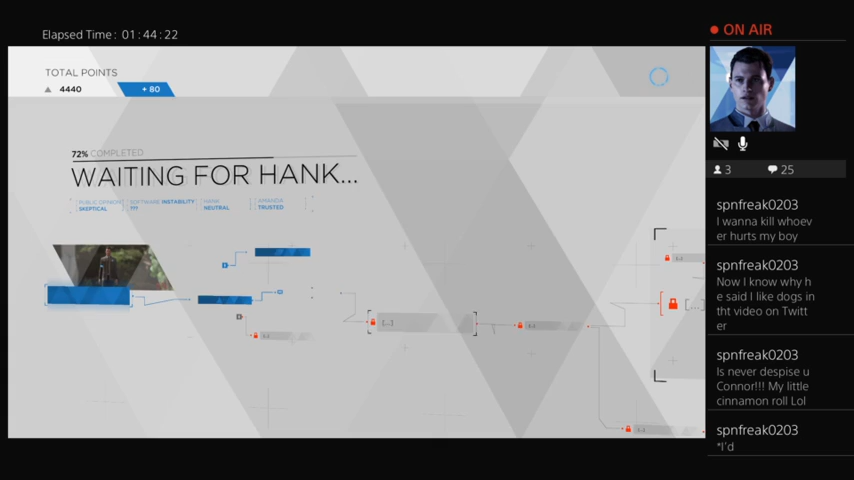 Elapsed Time: 01:44:22
ON AIR
TOTAL POINTS
4440
+ 80
72% COMPLETED
WAITING FOR HANK...
PUBLIC OPINION
SKEPTICAL
SOFTWARE INSTABILITY
???
HANK
NEUTRAL
AMANDA
TRUSTED
[...]
[...]
3
25
spnfreak0203
I wanna kill whoev
er hurts my boy
spnfreak0203
Now I know why h
e said I like dogs in
tht video on Twitt
er
spnfreak0203
Is never despise u
Connor!!! My little
cinnamon roll Lol
spnfreak0203
*I'd